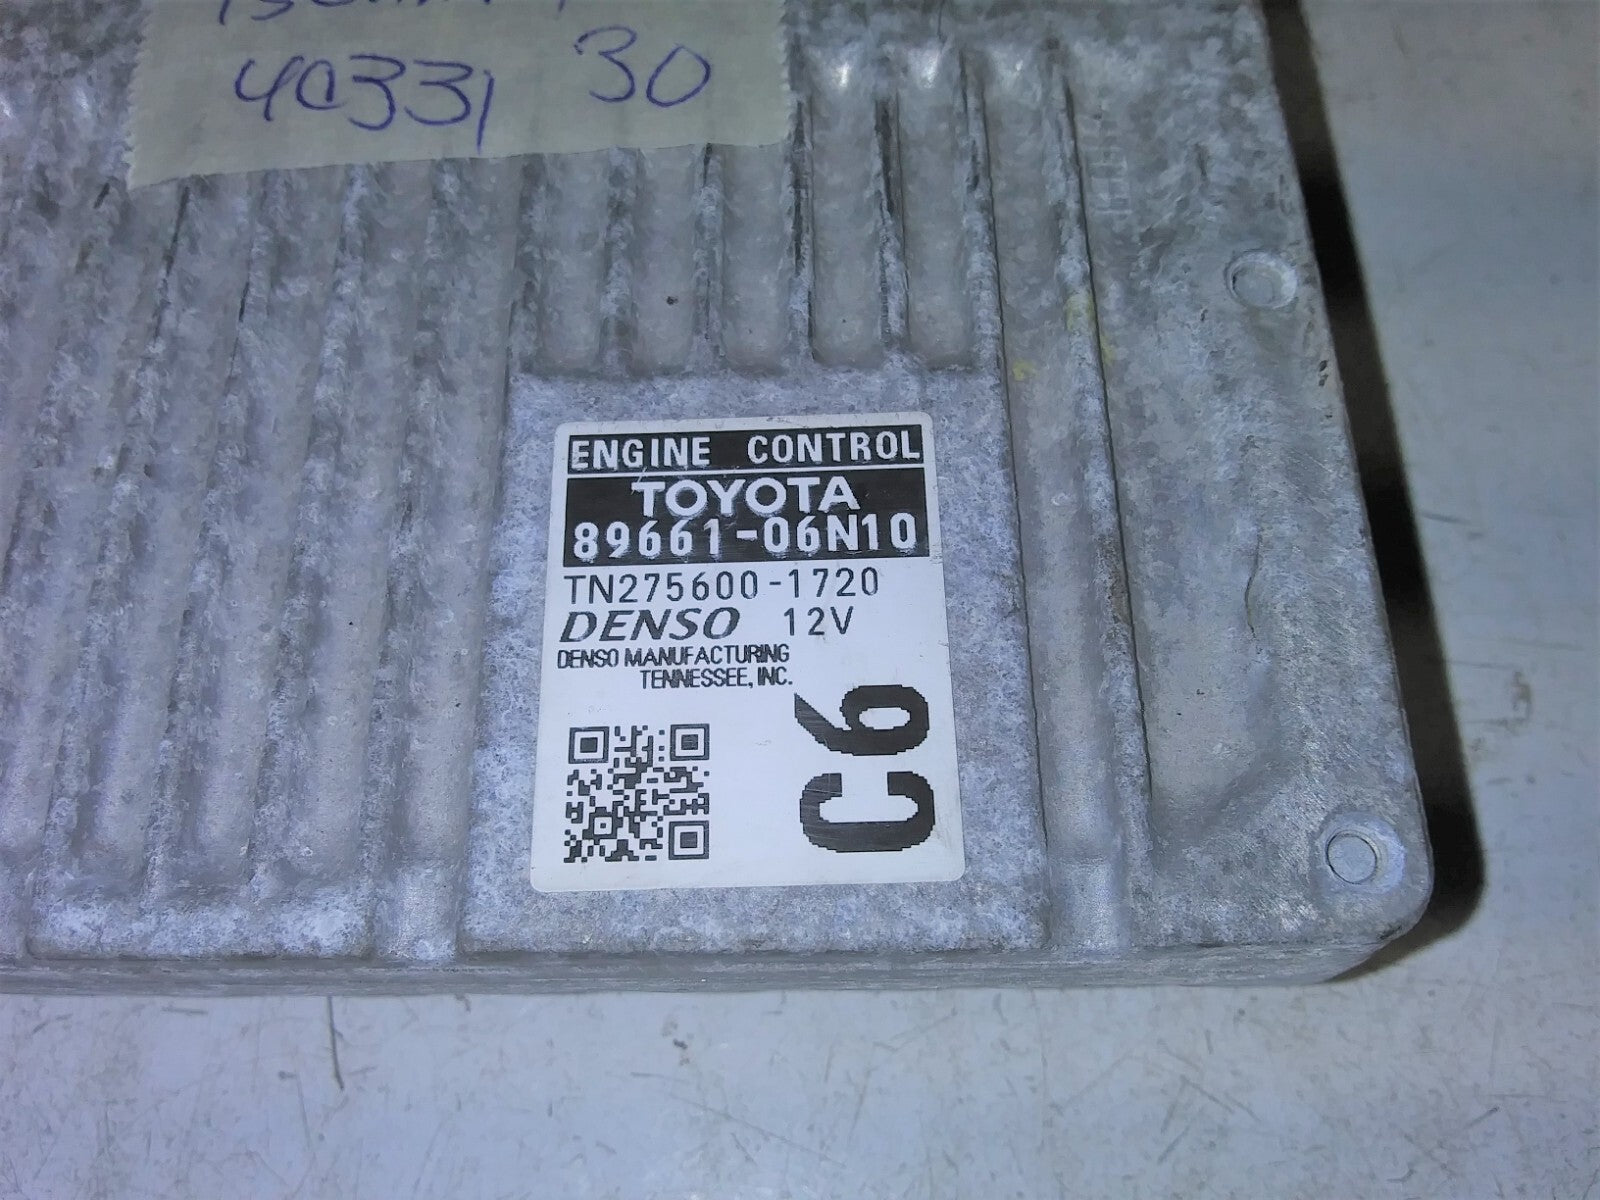 40331 30
ENGINE CONTROL
TOYOTA
89661-06N10
TN275600-1720
DENSO 12V
DENSO MANUFACTURING
TENNESSEE, INC.
C6